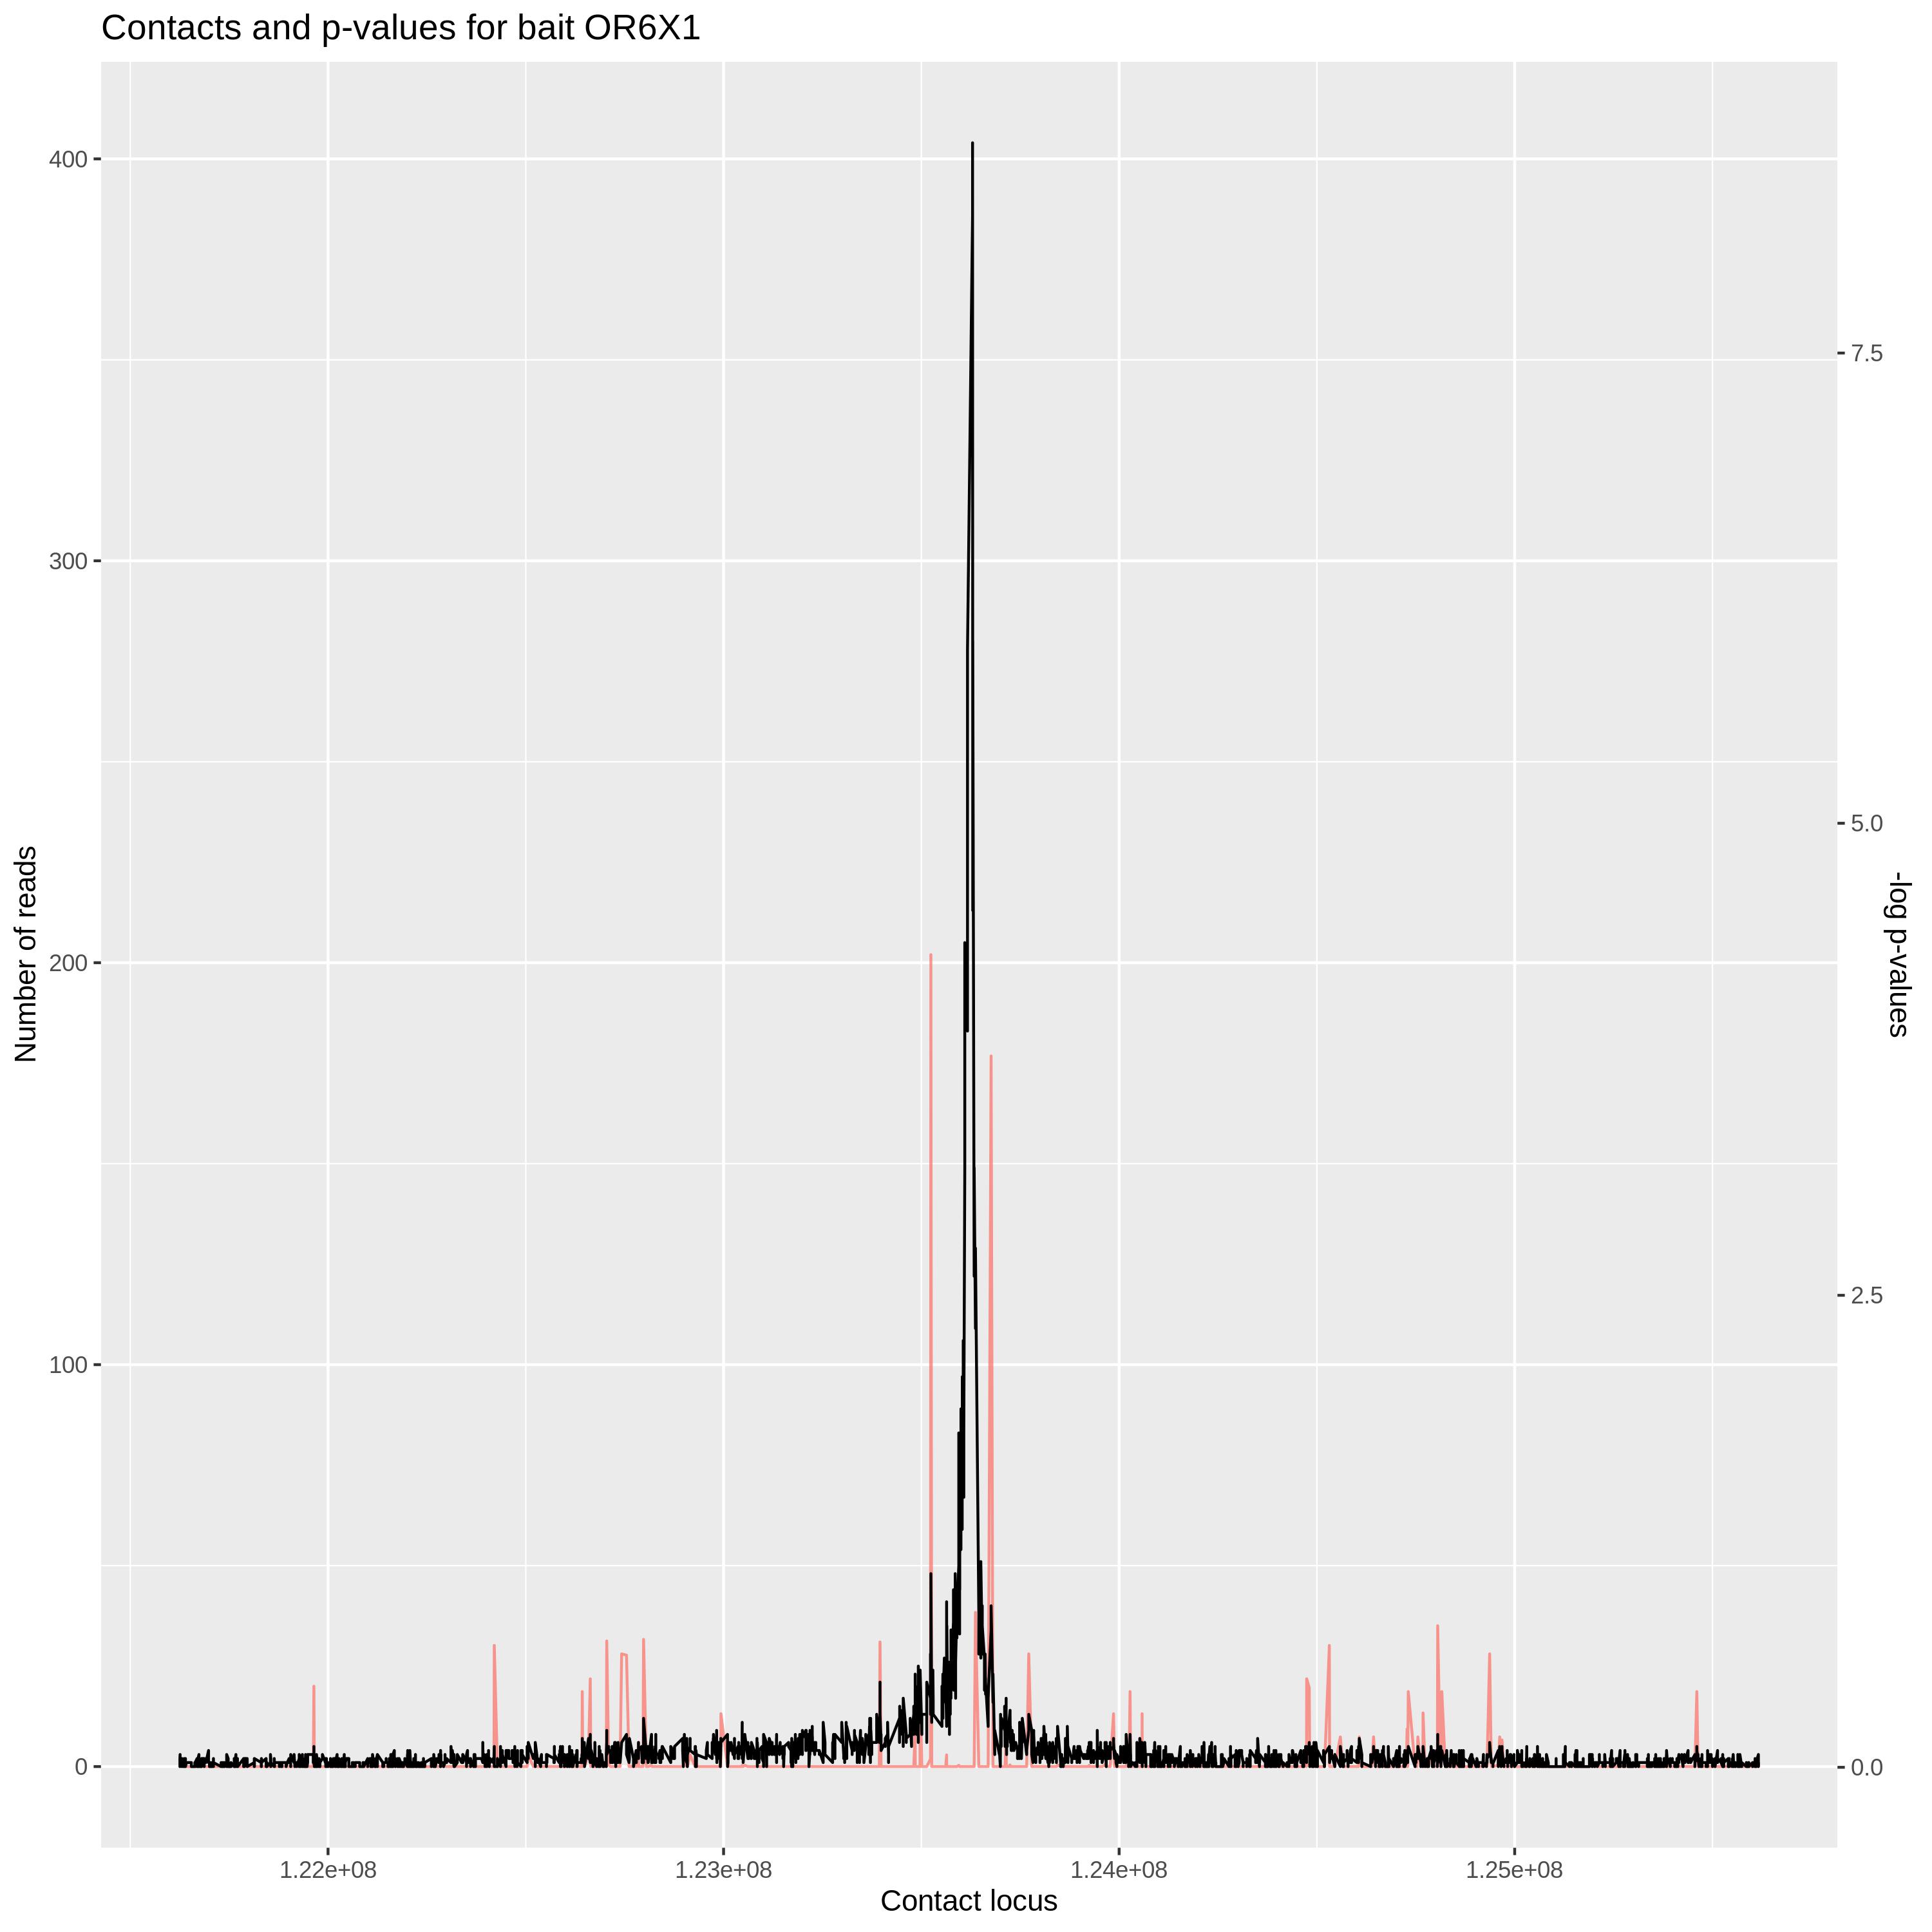 Contacts and p-values for bait OR6X1
400
300
200
100
0
Number of reads
7.5
5.0
2.5
0.0
-log p-values
1.22e+08
1.23e+08
1.24e+08
1.25e+08
Contact locus